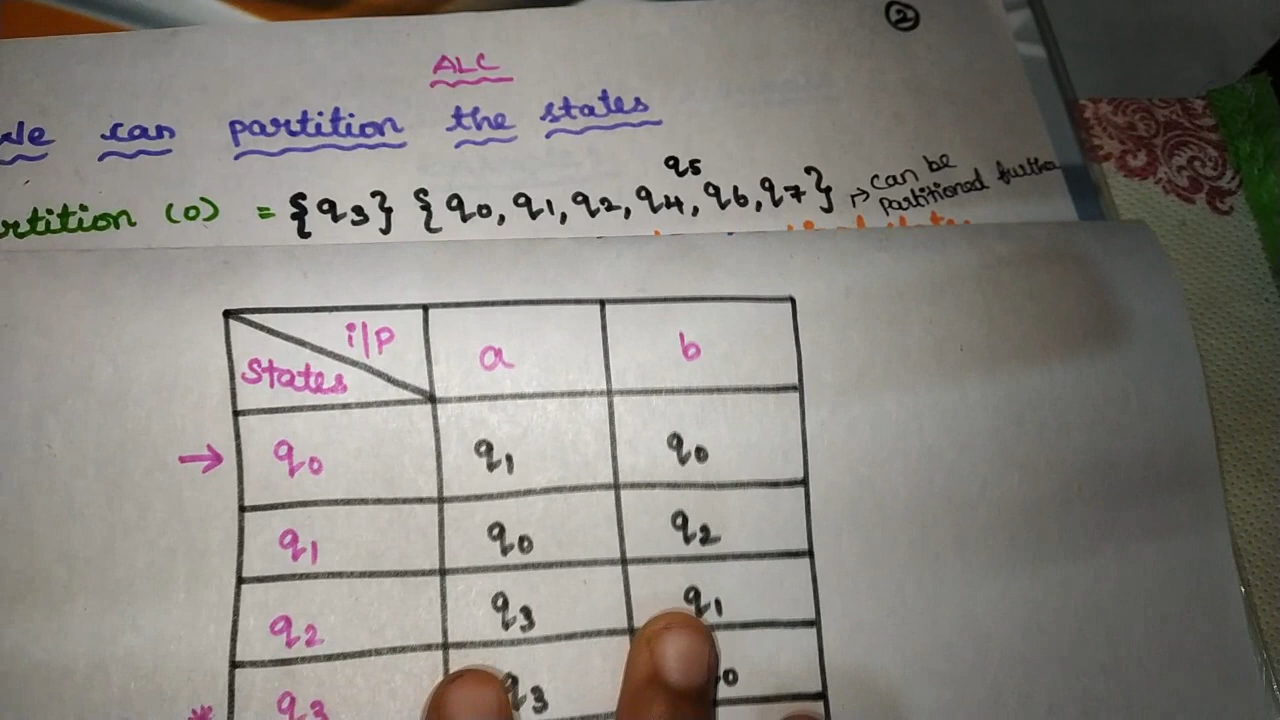 2
ALC
We can partition the states
rtition (0) = {q3} {q0, q1, q2, q4, q5 q6, q7} → can be partitioned further
States i/P a b
→ q0 q1 q0
q1 q0 q2
q2 q3 q1
* q3 q3